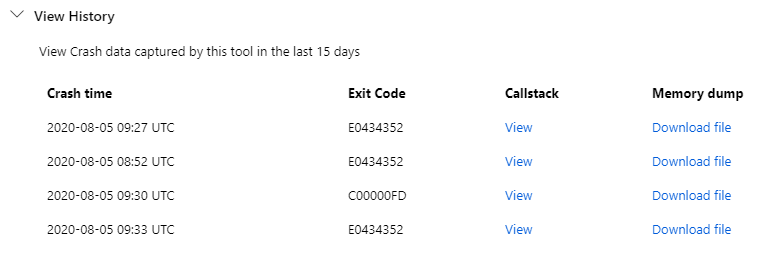 View History
View Crash data captured by this tool in the last 15 days
Crash time Exit Code Callstack Memory dump
2020-08-05 09:27 UTC E0434352 View Download file
2020-08-05 08:52 UTC E0434352 View Download file
2020-08-05 09:30 UTC C00000FD View Download file
2020-08-05 09:33 UTC E0434352 View Download file